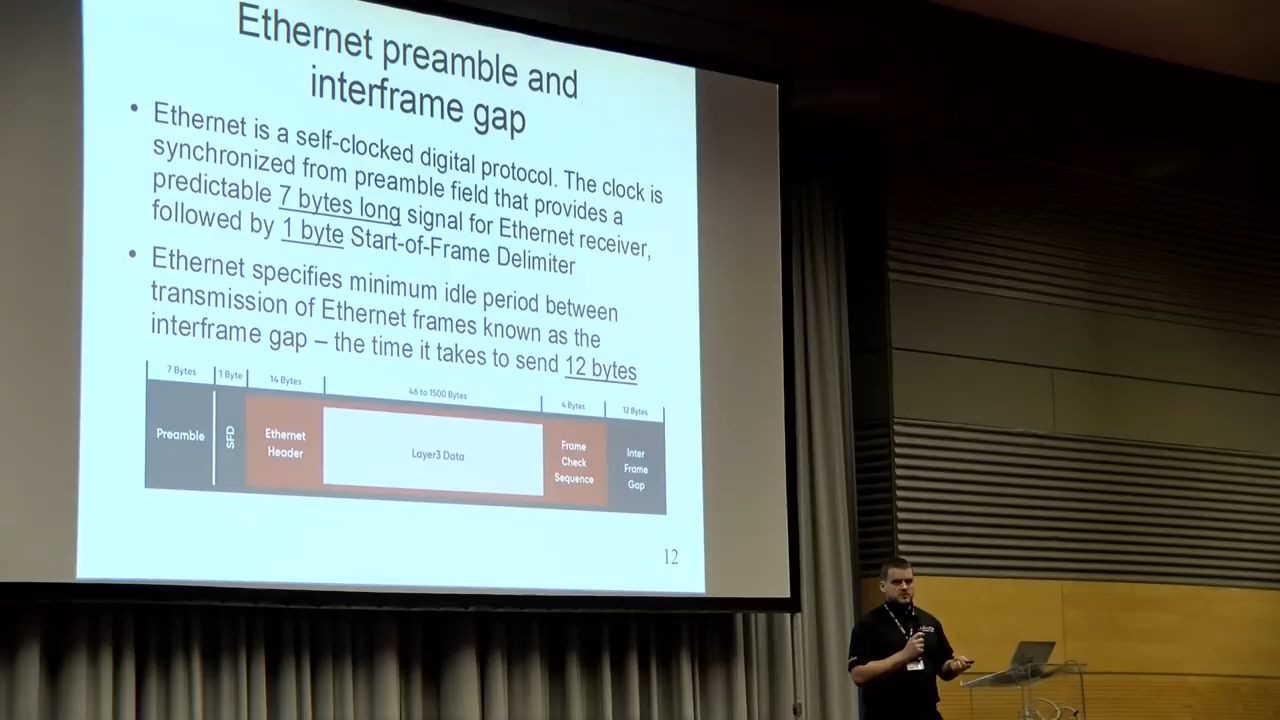 Ethernet preamble and
interframe gap
• Ethernet is a self-clocked digital protocol. The clock is
synchronized from preamble field that provides a
predictable 7 bytes long signal for Ethernet receiver,
followed by 1 byte Start-of-Frame Delimiter
• Ethernet specifies minimum idle period between
transmission of Ethernet frames known as the
interframe gap – the time it takes to send 12 bytes
7 Bytes
1 Byte
14 Bytes
46 to 1500 Bytes
4 Bytes
12 Bytes
Preamble
SFD
Ethernet
Header
Layer3 Data
Frame
Check
Sequence
Inter
Frame
Gap
12